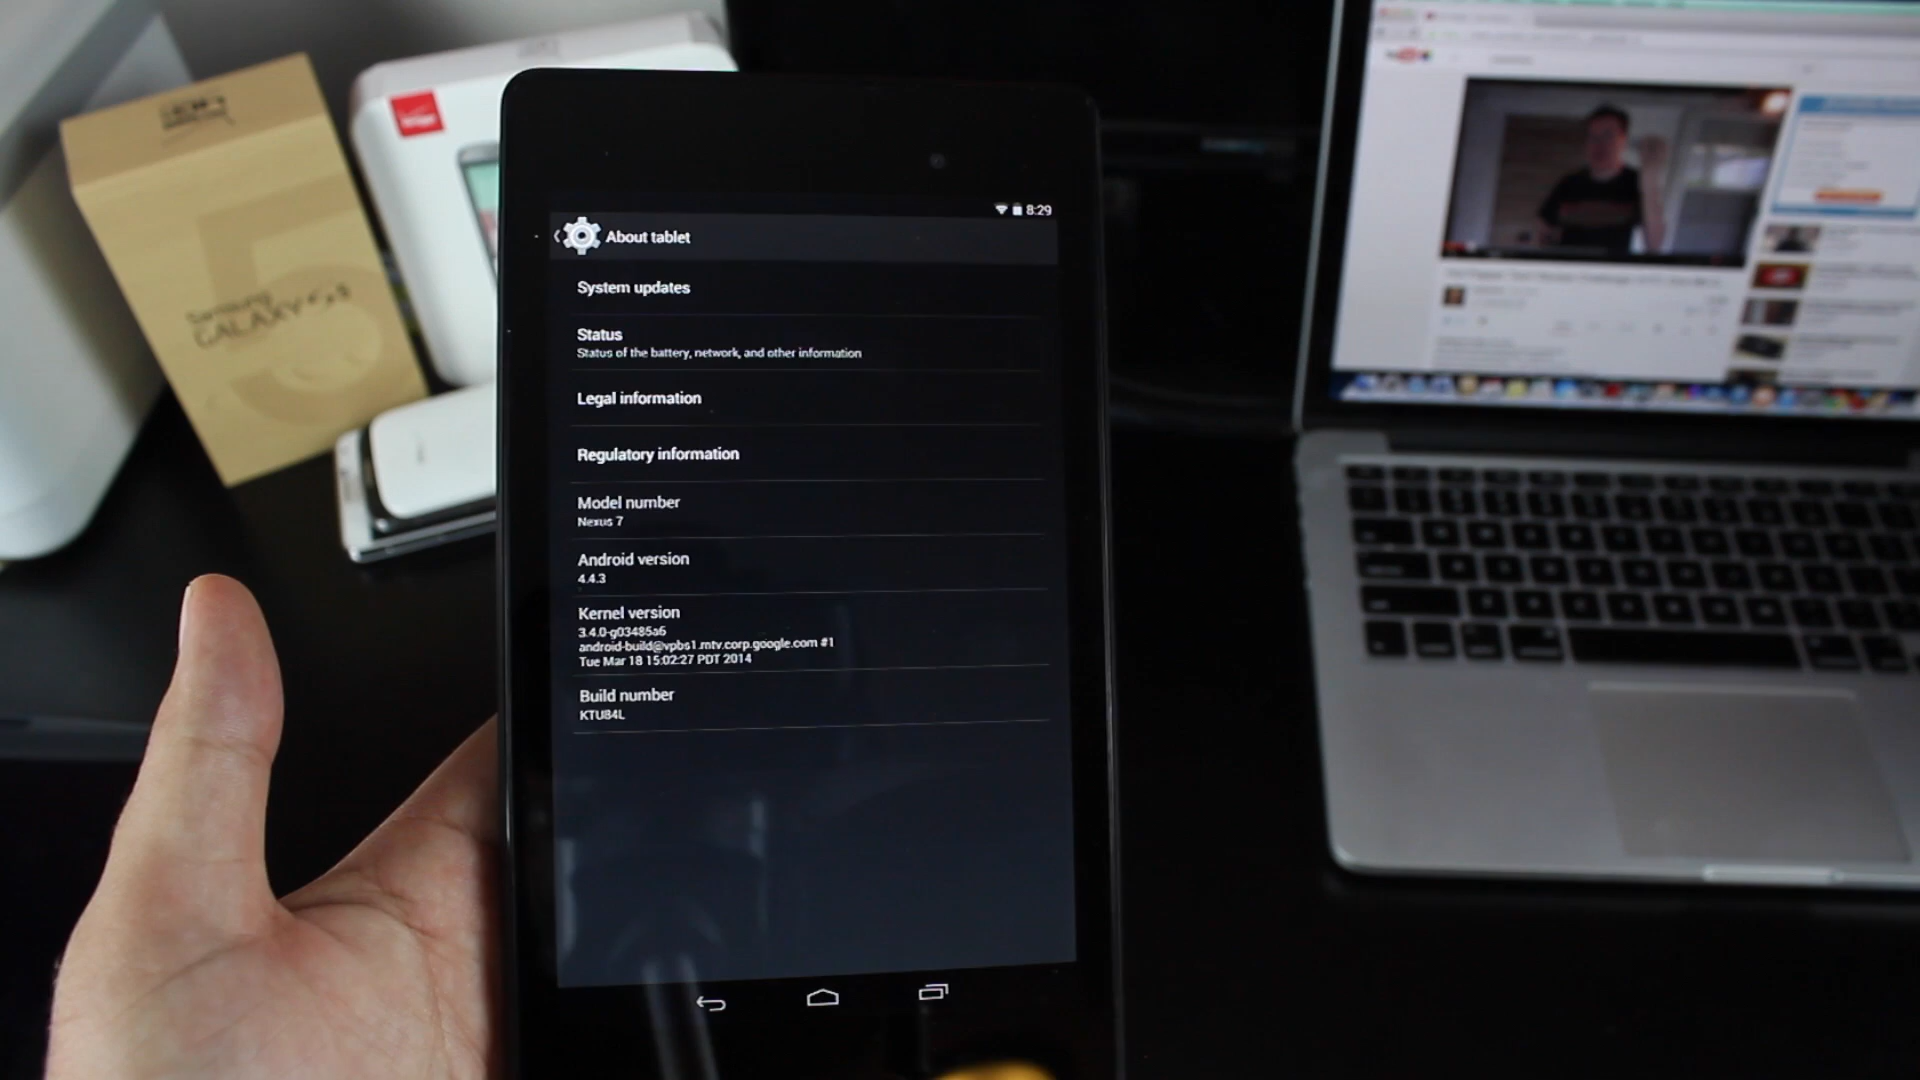 8:29
About tablet
System updates
Status
Status of the battery, network, and other information
Legal information
Regulatory information
Model number
Nexus 7
Android version
4.4.3
Kernel version
3.4.0-g03485a6
android-build@vpbs1.mtv.corp.google.com #1
Tue Mar 18 15:02:27 PDT 2014
Build number
KTU84L
Samsung
GALAXY S5
5